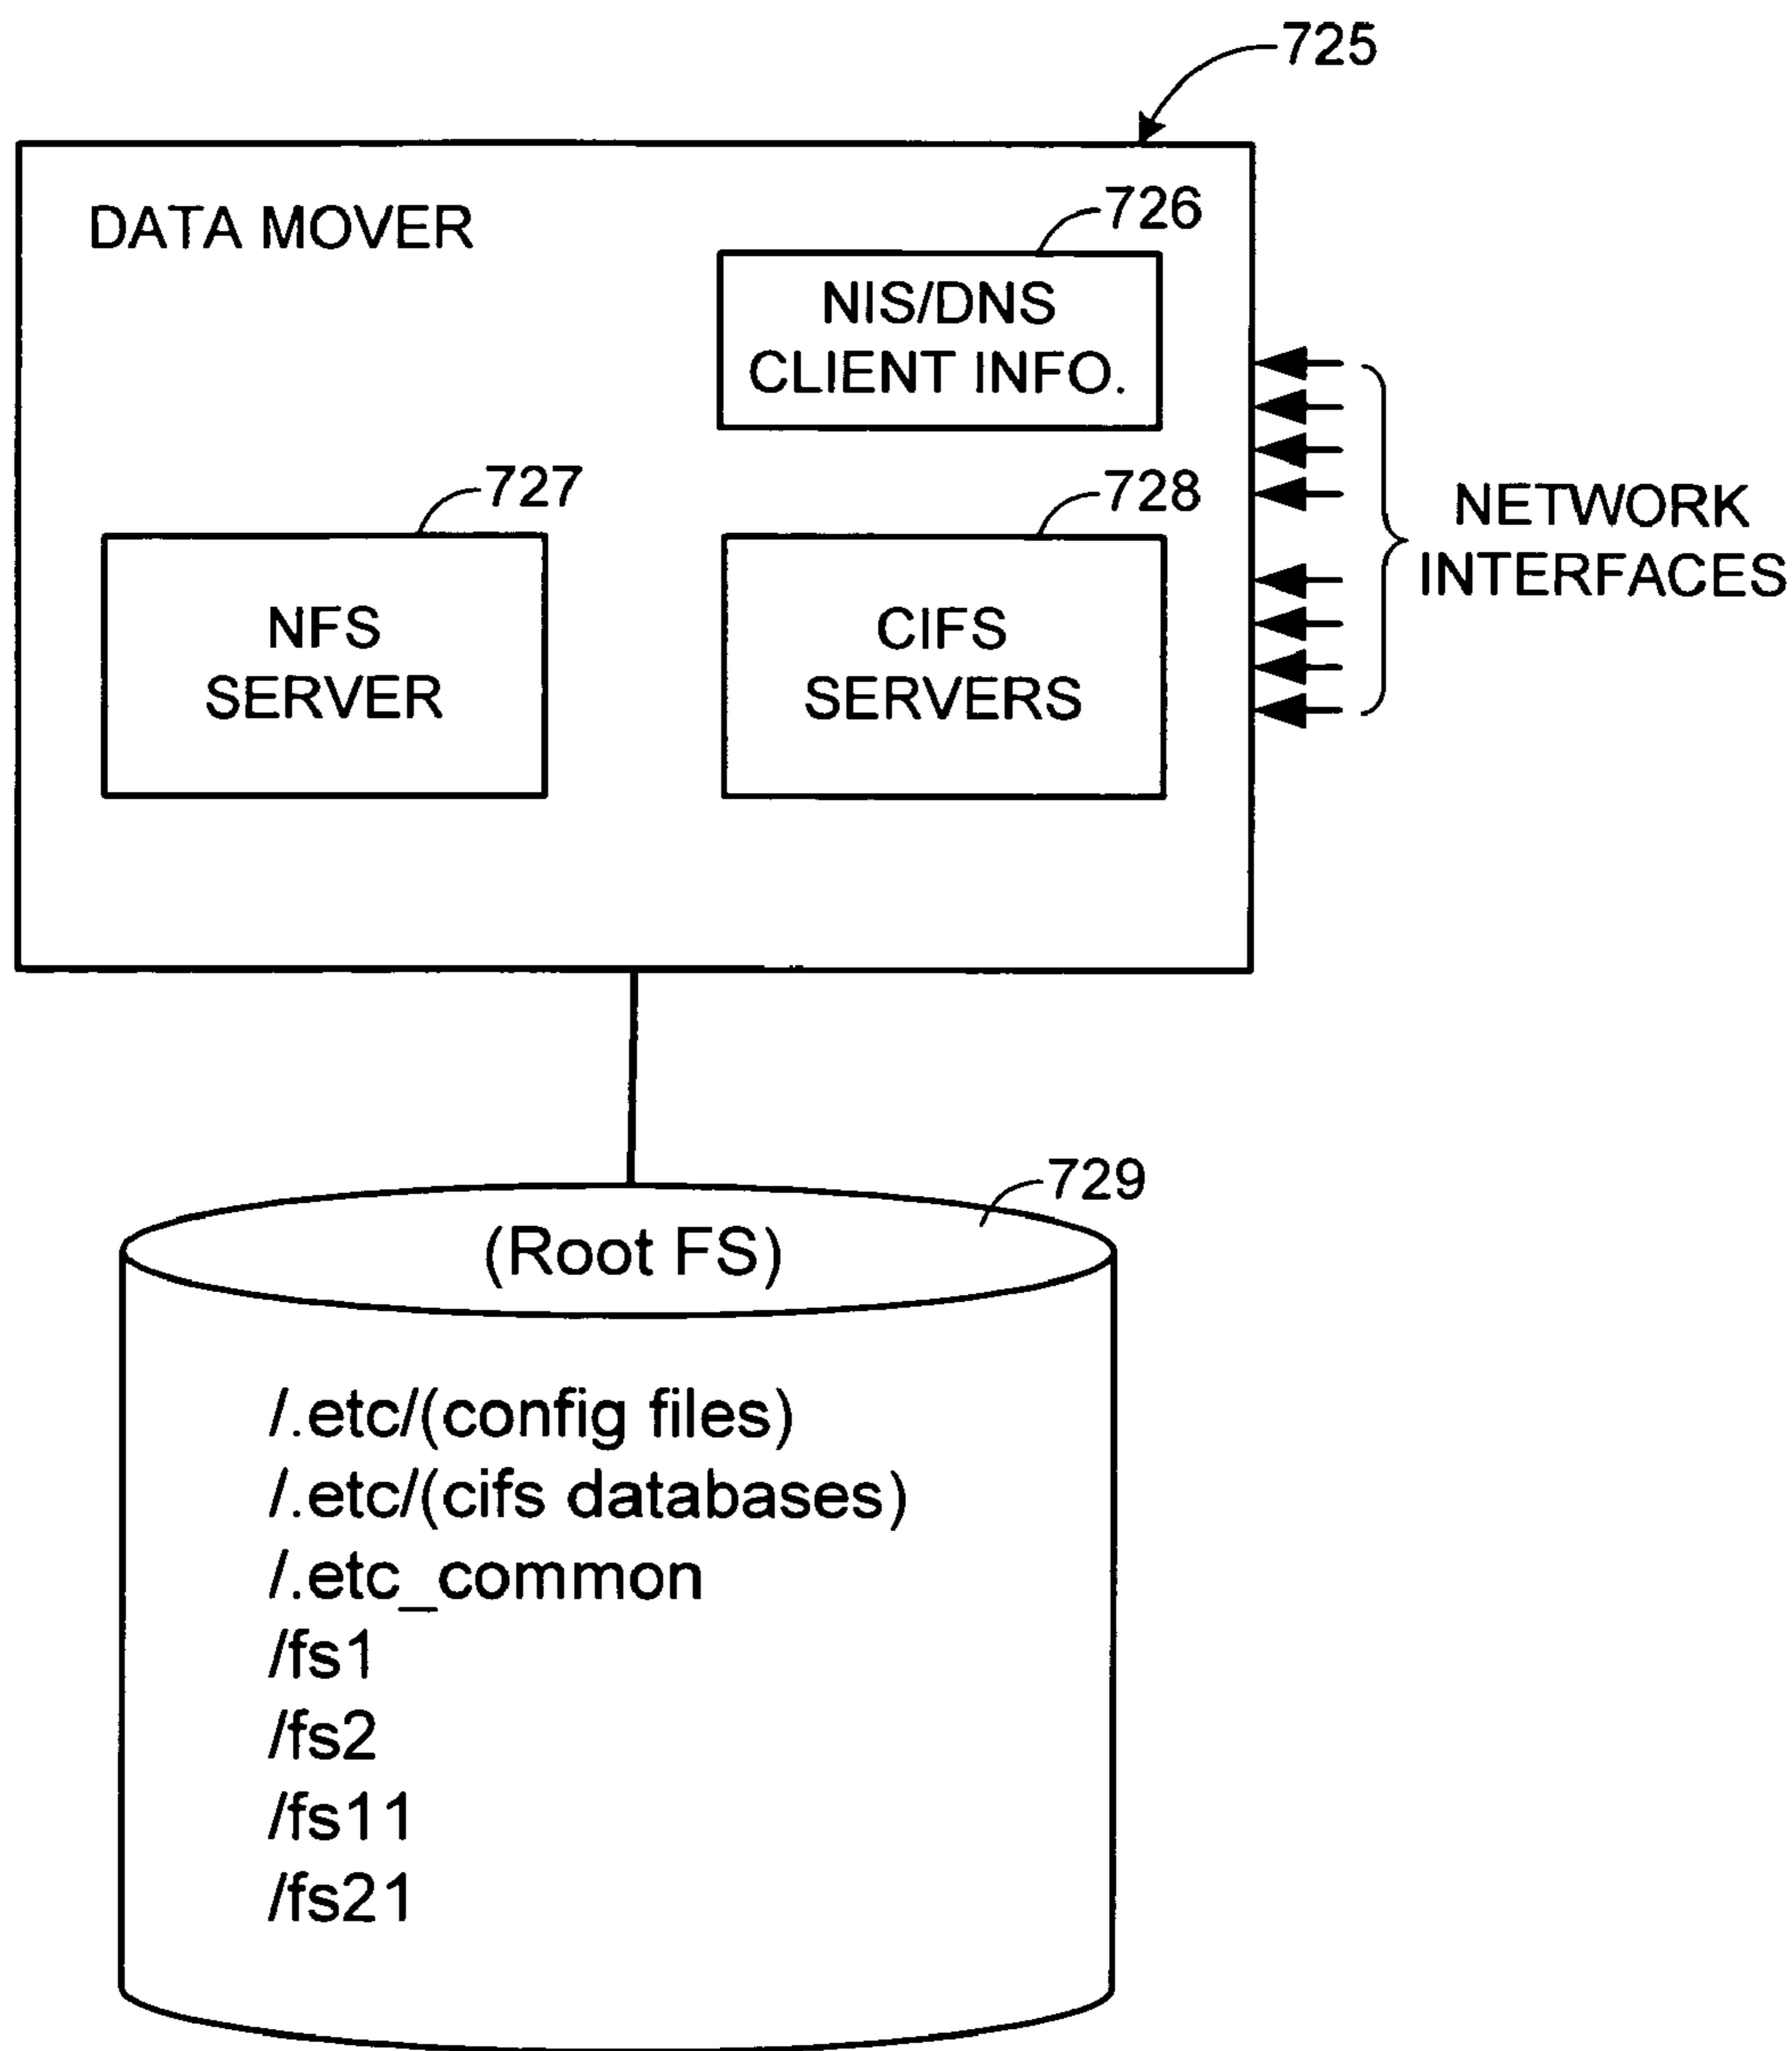 725
DATA MOVER
726
NIS/DNS
CLIENT INFO.
727
728
NETWORK
INTERFACES
NFS
SERVER
CIFS
SERVERS
729
(Root FS)
/.etc/(config files)
/.etc/(cifs databases)
/.etc_common
/fs1
/fs2
/fs11
/fs21